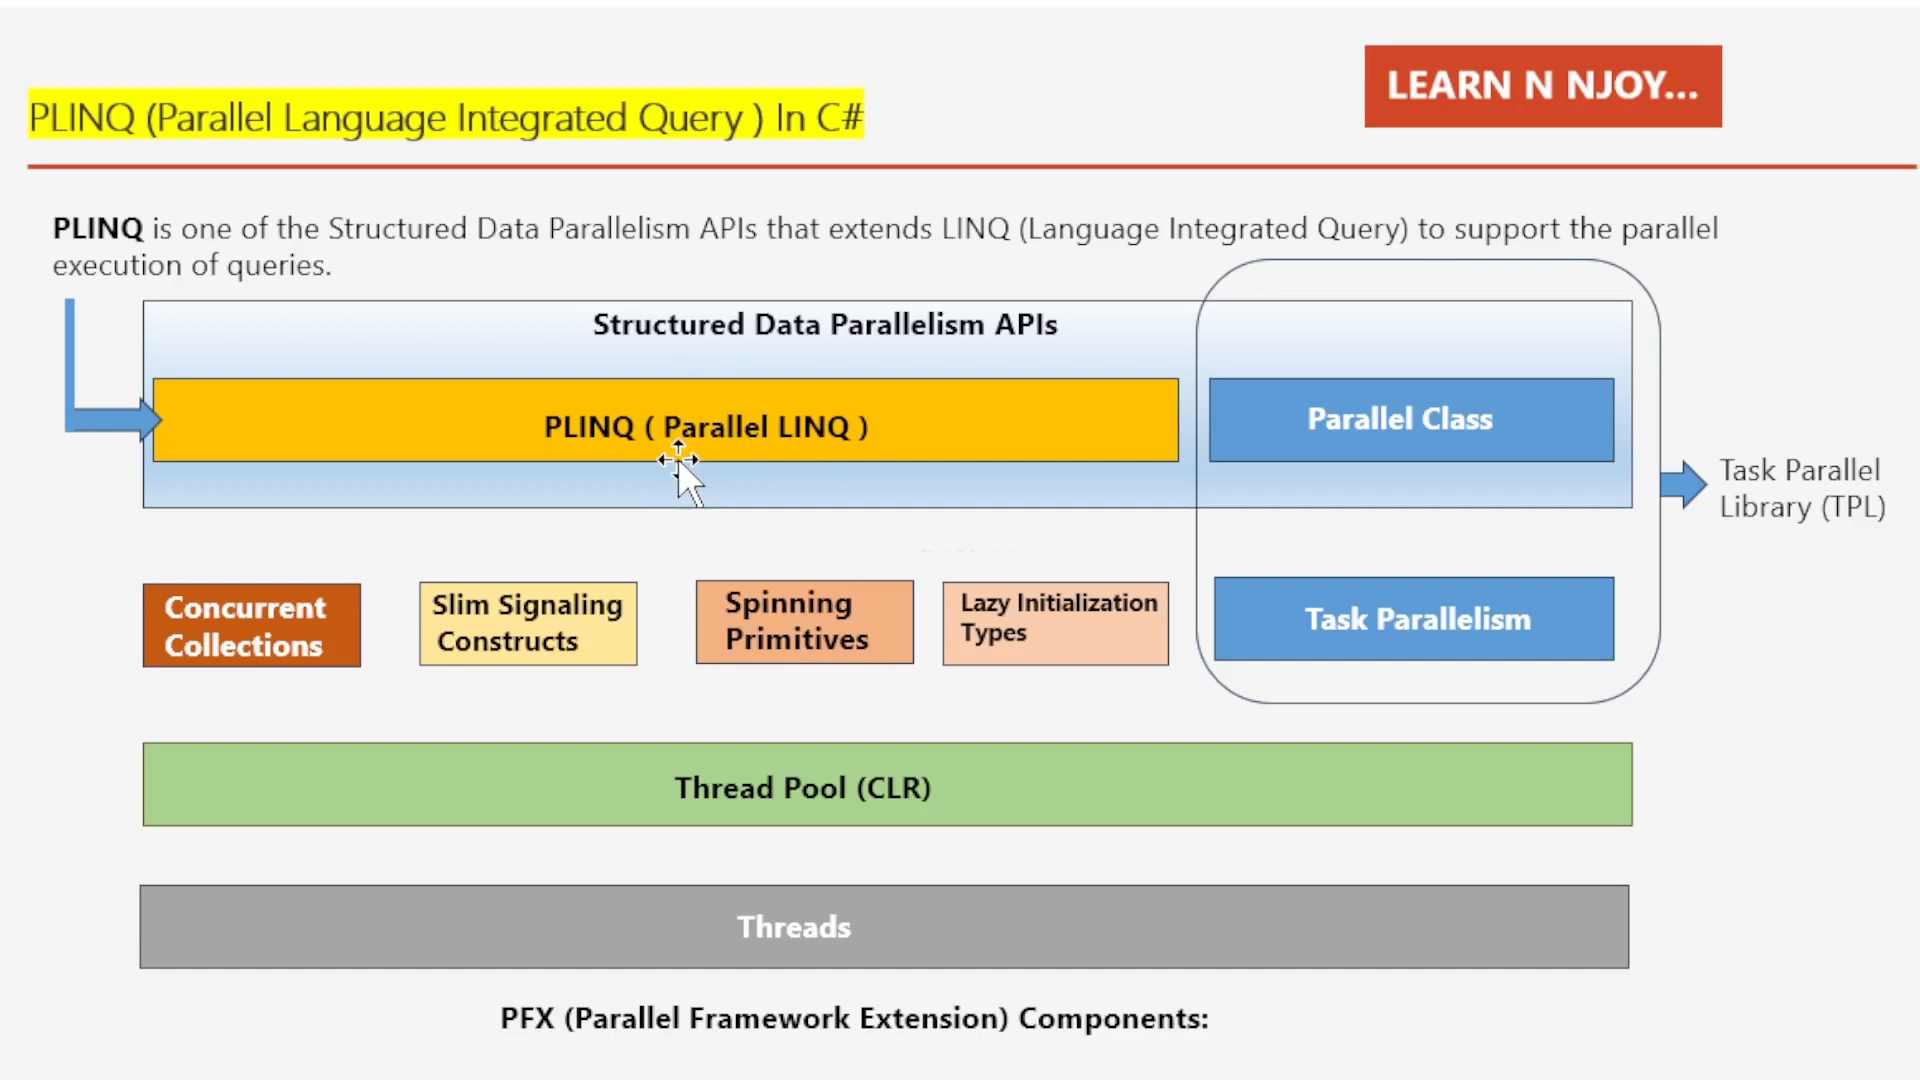 LEARN N NJOY...
PLINQ (Parallel Language Integrated Query ) In C#
PLINQ is one of the Structured Data Parallelism APIs that extends LINQ (Language Integrated Query) to support the parallel
execution of queries.
Structured Data Parallelism APIs
PLINQ ( Parallel LINQ )
Parallel Class
Task Parallel
Library (TPL)
Concurrent
Collections
Slim Signaling
Constructs
Spinning
Primitives
Lazy Initialization
Types
Task Parallelism
Thread Pool (CLR)
Threads
PFX (Parallel Framework Extension) Components: